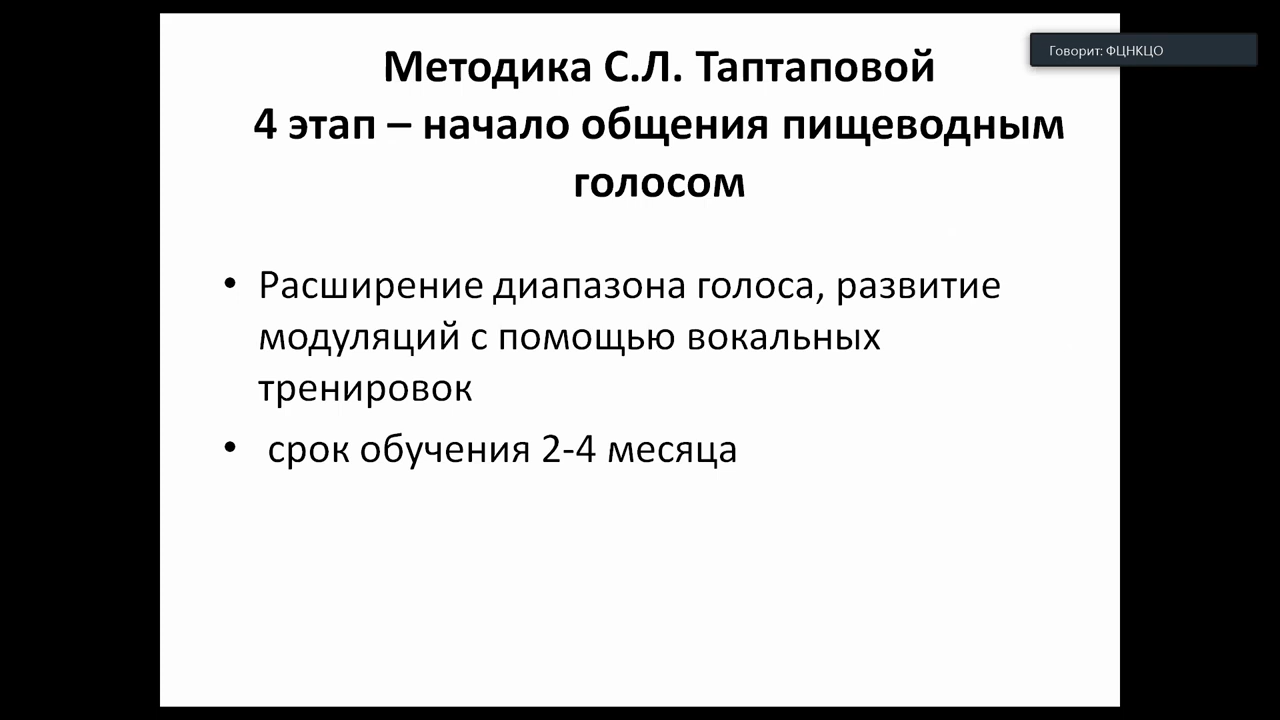 Говорит: ФЦНКЦО
Методика С.Л. Таптаповой
4 этап – начало общения пищеводным
голосом
• Расширение диапазона голоса, развитие
модуляций с помощью вокальных
тренировок
• срок обучения 2-4 месяца